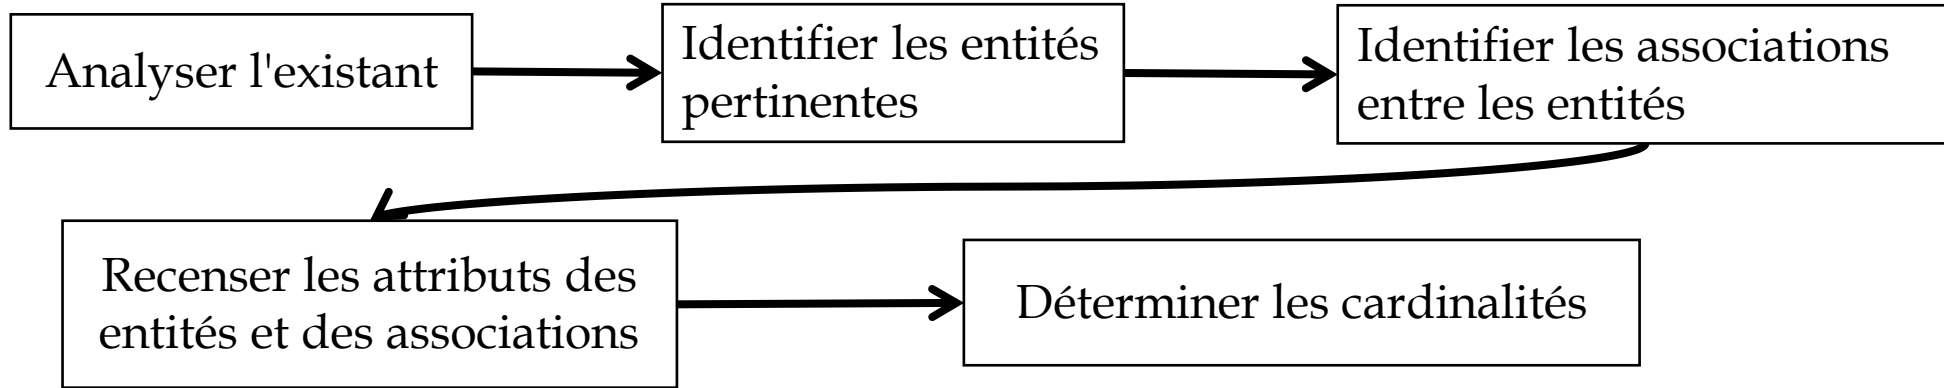 Analyser l'existant
Identifier les entités
pertinentes
Identifier les associations
entre les entités
Recenser les attributs des
entités et des associations
Déterminer les cardinalités